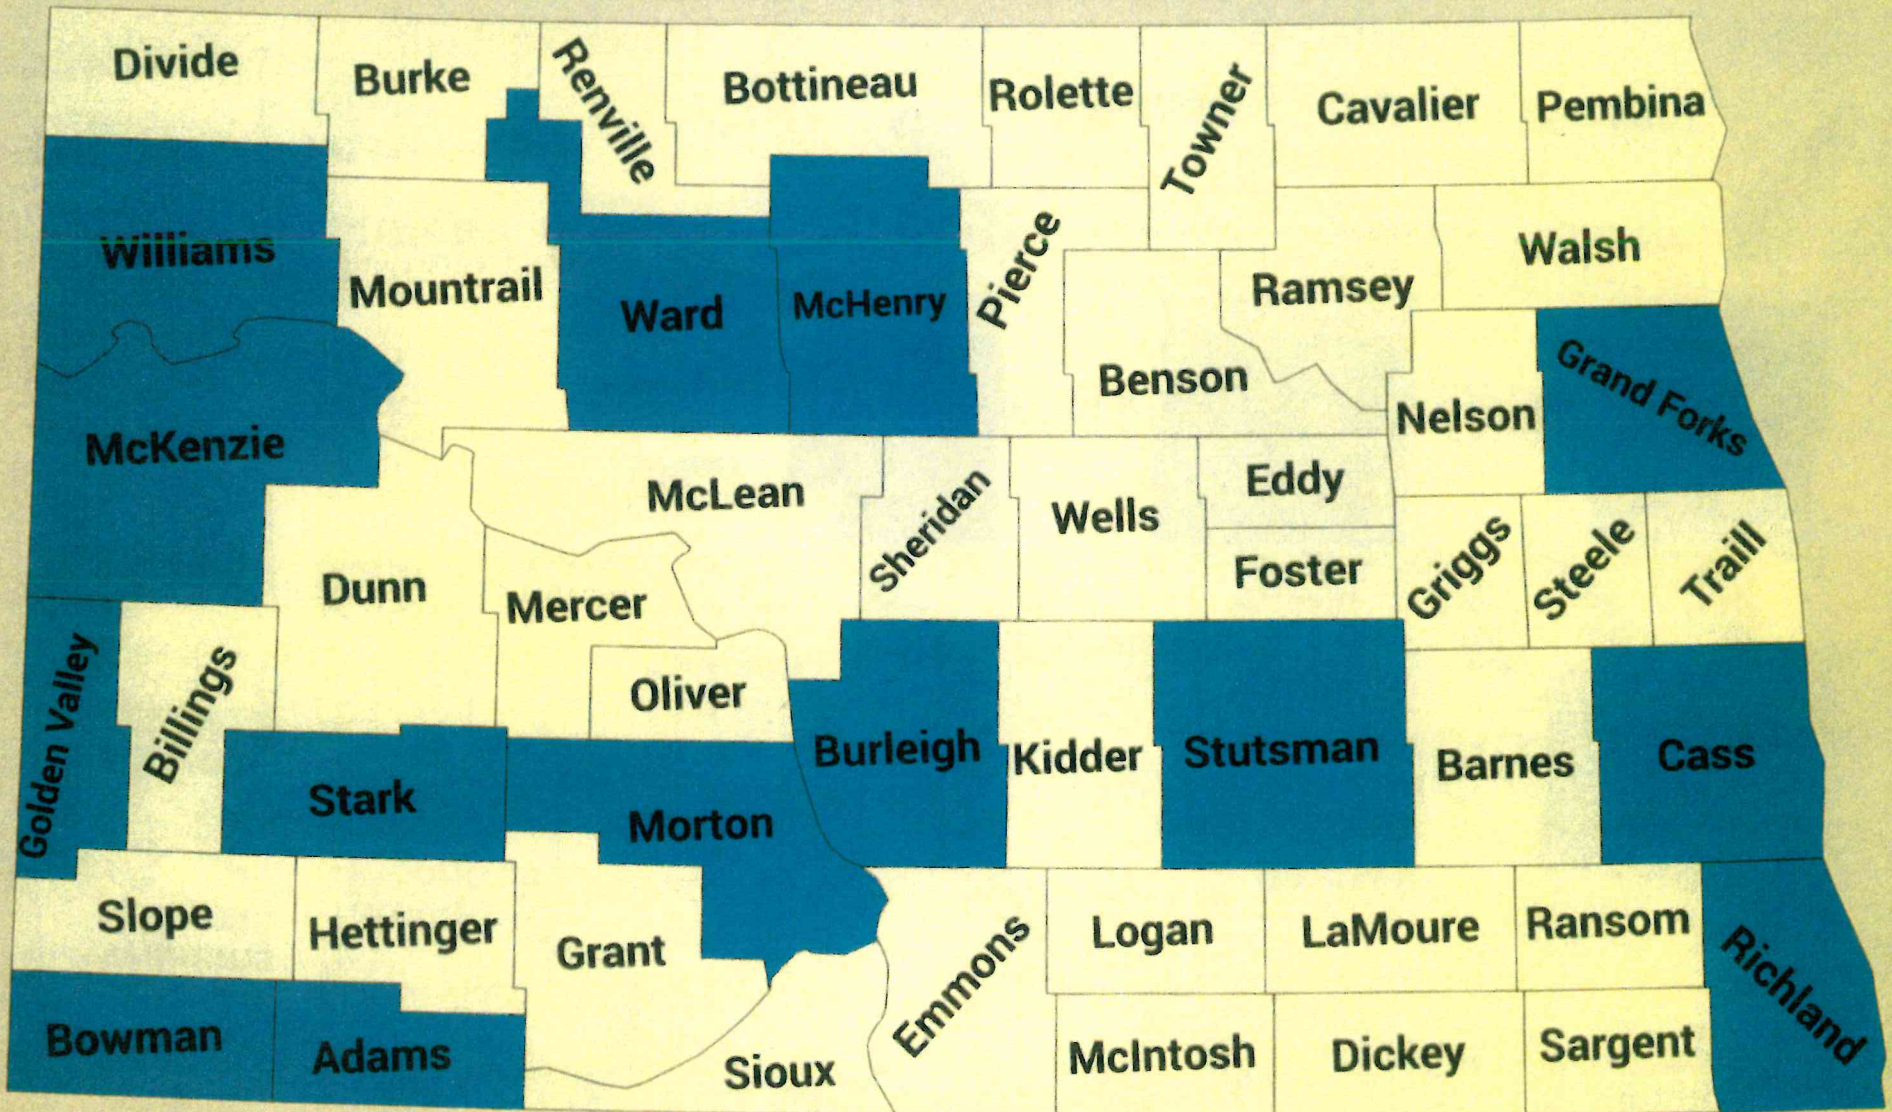 Divide
Burke
Renville
Bottineau
Rolette
Towner
Cavalier
Pembina
Williams
Mountrail
Ward
McHenry
Pierce
Benson
Ramsey
Walsh
McKenzie
Nelson
Grand Forks
McLean
Sheridan
Wells
Eddy
Foster
Griggs
Steele
Traill
Dunn
Mercer
Oliver
Golden Valley
Billings
Stark
Morton
Burleigh
Kidder
Stutsman
Barnes
Cass
Slope
Hettinger
Grant
Emmons
Logan
LaMoure
Ransom
Richland
Bowman
Adams
Sioux
McIntosh
Dickey
Sargent